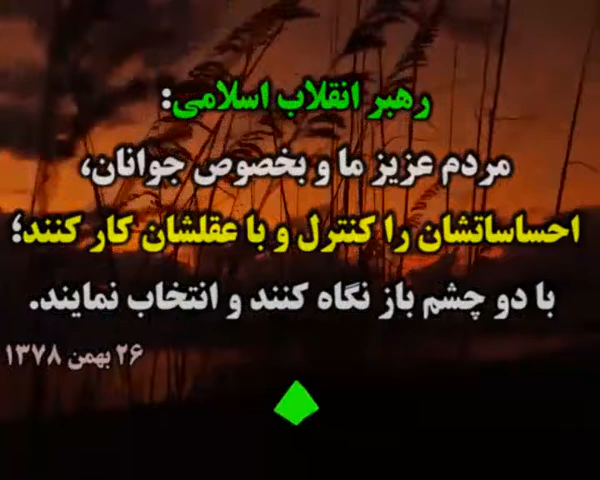 رهبر انقلاب اسلامی:
مردم عزیز ما و بخصوص جوانان،
احساساتشان را کنترل و با عقلشان کار کنند؛
با دو چشم باز نگاه کنند و انتخاب نمایند.
۲۶ بهمن ۱۳۷۸